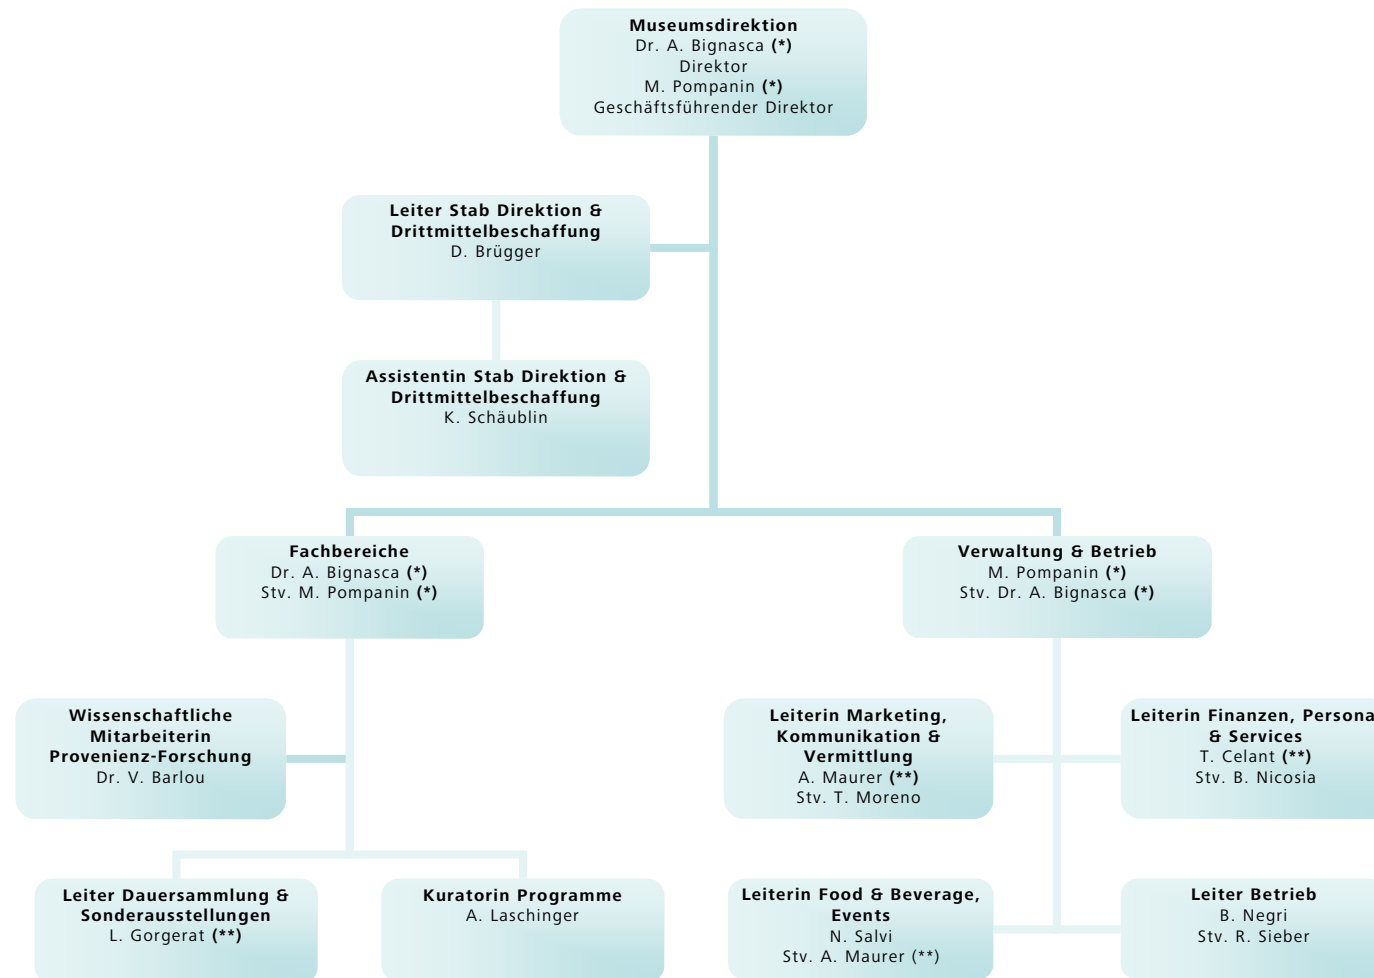 Museumsdirektion
Dr. A. Bignasca (*)
Direktor
M. Pompanin (*)
Geschäftsführender Direktor
Leiter Stab Direktion &
Drittmittelbeschaffung
D. Brügger
Assistentin Stab Direktion &
Drittmittelbeschaffung
K. Schäublin
Fachbereiche
Dr. A. Bignasca (*)
Stv. M. Pompanin (*)
Verwaltung & Betrieb
M. Pompanin (*)
Stv. Dr. A. Bignasca (*)
Wissenschaftliche
Mitarbeiterin
Provenienz-Forschung
Dr. V. Barlou
Leiterin Marketing,
Kommunikation &
Vermittlung
A. Maurer (**)
Stv. T. Moreno
Leiterin Finanzen, Persona
& Services
T. Celant (**)
Stv. B. Nicosia
Leiter Dauersammlung &
Sonderausstellungen
L. Gorgerat (**)
Kuratorin Programme
A. Laschinger
Leiterin Food & Beverage,
Events
N. Salvi
Stv. A. Maurer (**)
Leiter Betrieb
B. Negri
Stv. R. Sieber